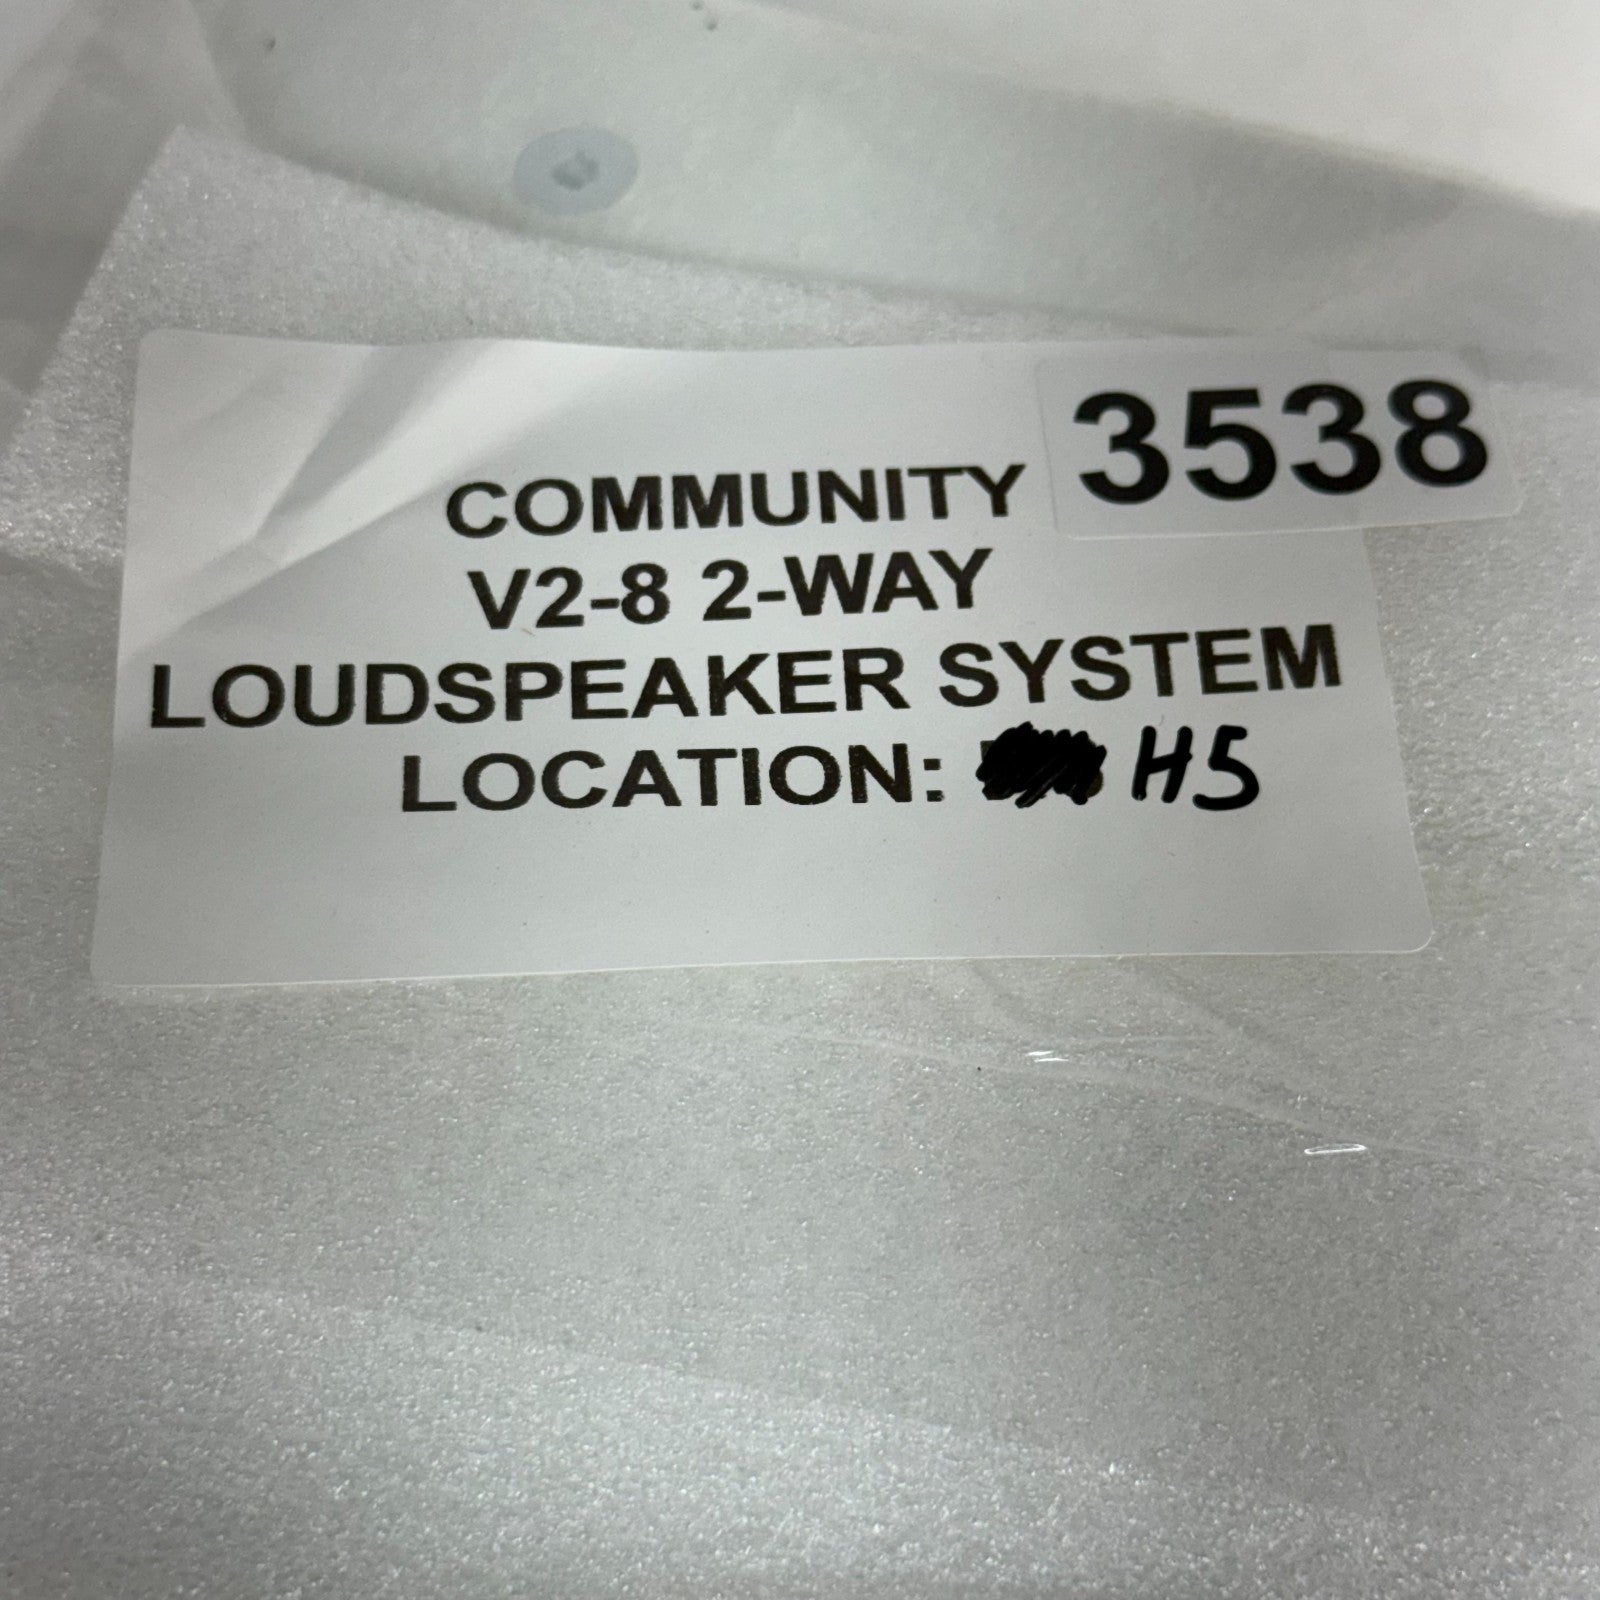 3538
COMMUNITY
V2-8 2-WAY
LOUDSPEAKER SYSTEM
LOCATION: H5